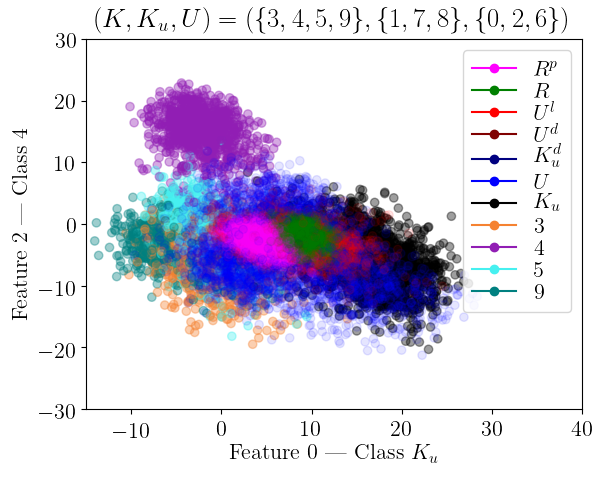 (K, K_u, U) = ({3, 4, 5, 9}, {1, 7, 8}, {0, 2, 6})
30
20
10
0
−10
−20
−30
Feature 2 — Class 4
R^p
R
U^l
U^d
K_u^d
U
K_u
3
4
5
9
−10 0 10 20 30 40
Feature 0 — Class K_u